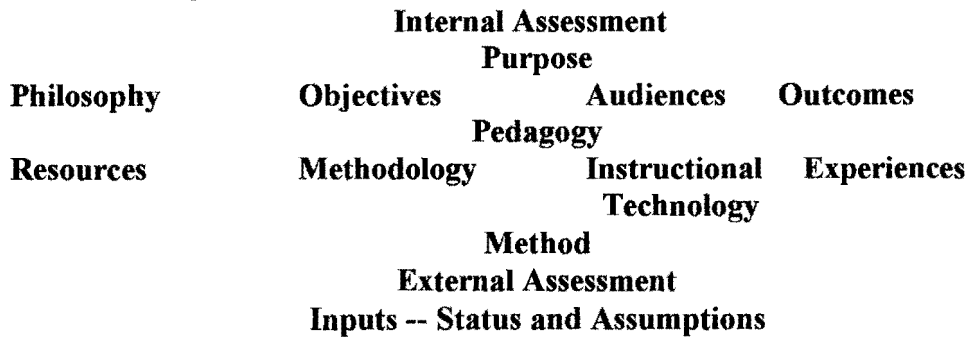 Internal Assessment
Purpose
Philosophy Objectives Audiences Outcomes
Pedagogy
Resources Methodology Instructional Experiences
Technology
Method
External Assessment
Inputs -- Status and Assumptions